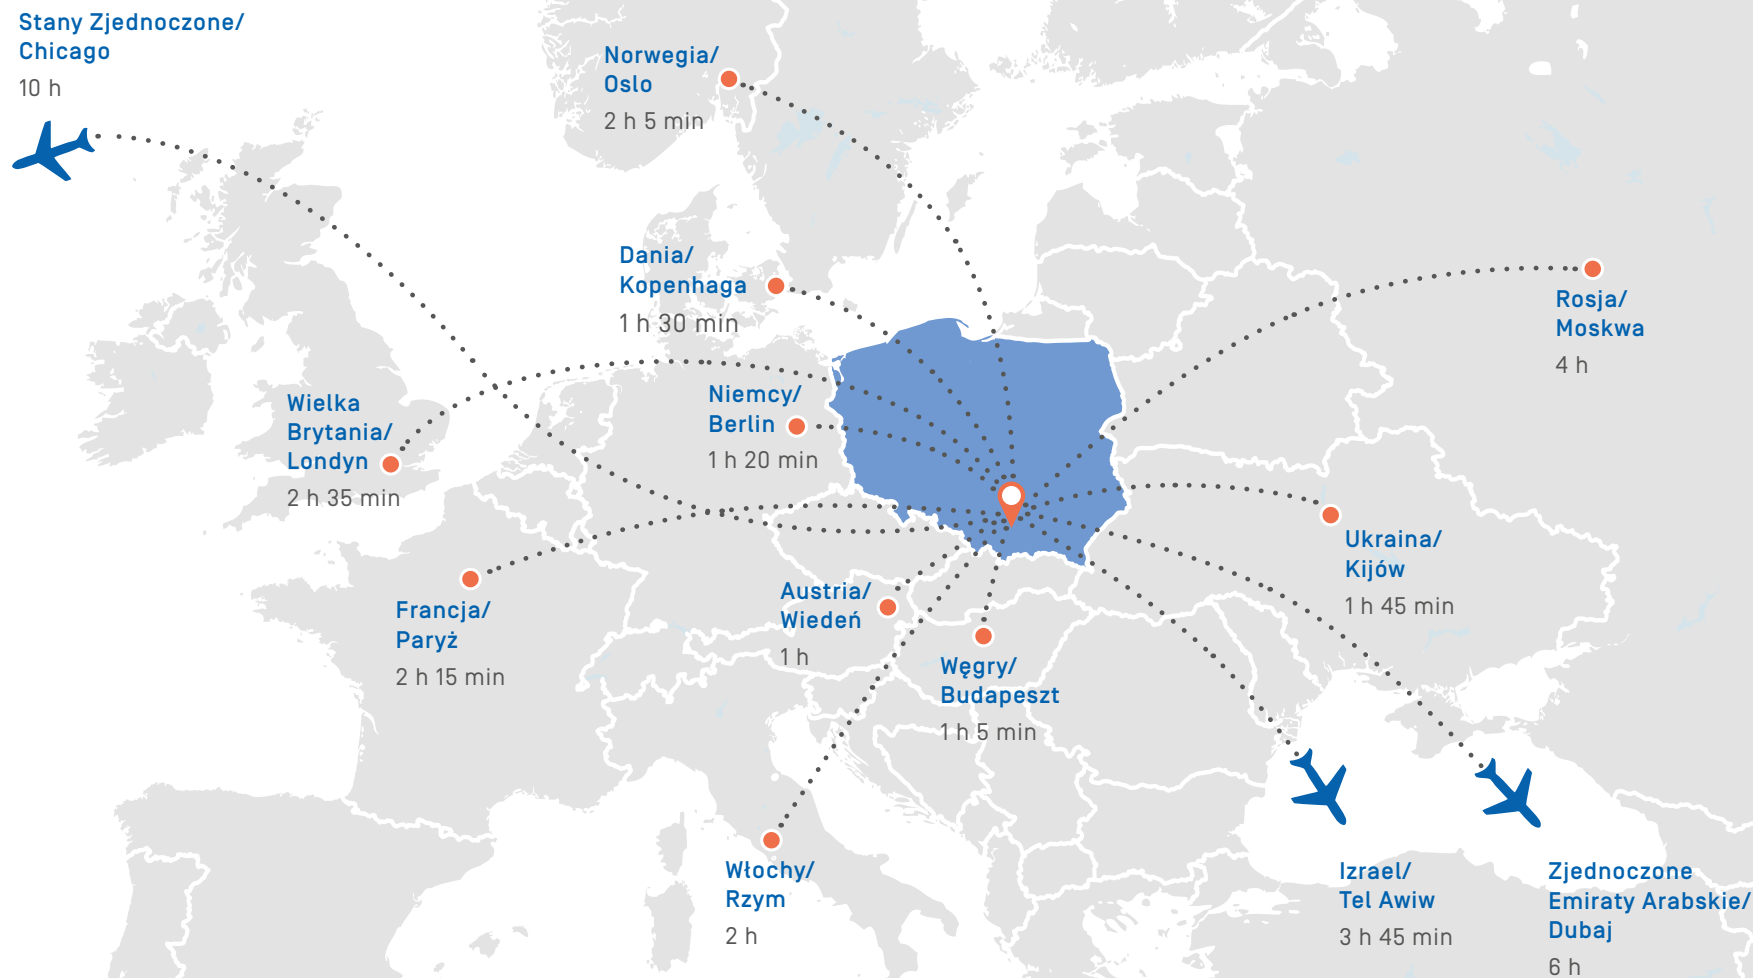 Stany Zjednoczone/
Chicago
10 h
Norwegia/
Oslo
2 h 5 min
Dania/
Kopenhaga
1 h 30 min
Rosja/
Moskwa
4 h
Wielka
Brytania/
Londyn
2 h 35 min
Niemcy/
Berlin
1 h 20 min
Ukraina/
Kijów
1 h 45 min
Francja/
Paryż
2 h 15 min
Austria/
Wiedeń
1 h
Węgry/
Budapeszt
1 h 5 min
Włochy/
Rzym
2 h
Izrael/
Tel Awiw
3 h 45 min
Zjednoczone
Emiraty Arabskie/
Dubaj
6 h